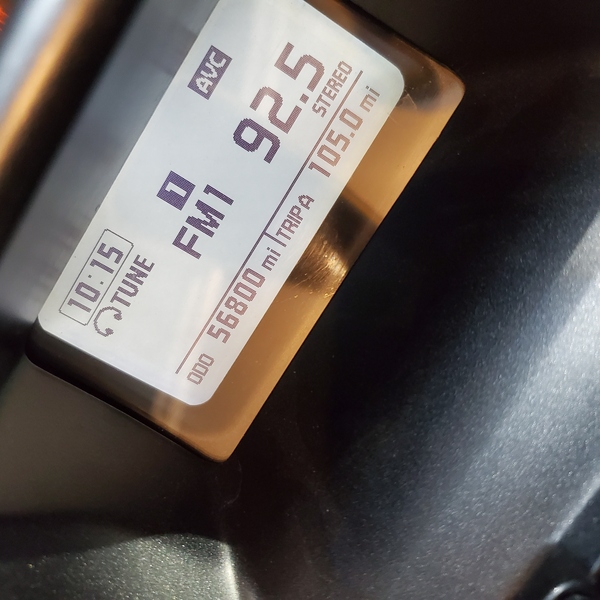 10:15 1 AVC
TUNE FM1 92.5
STEREO
ODO 56800 mi TRIP A 105.0 mi